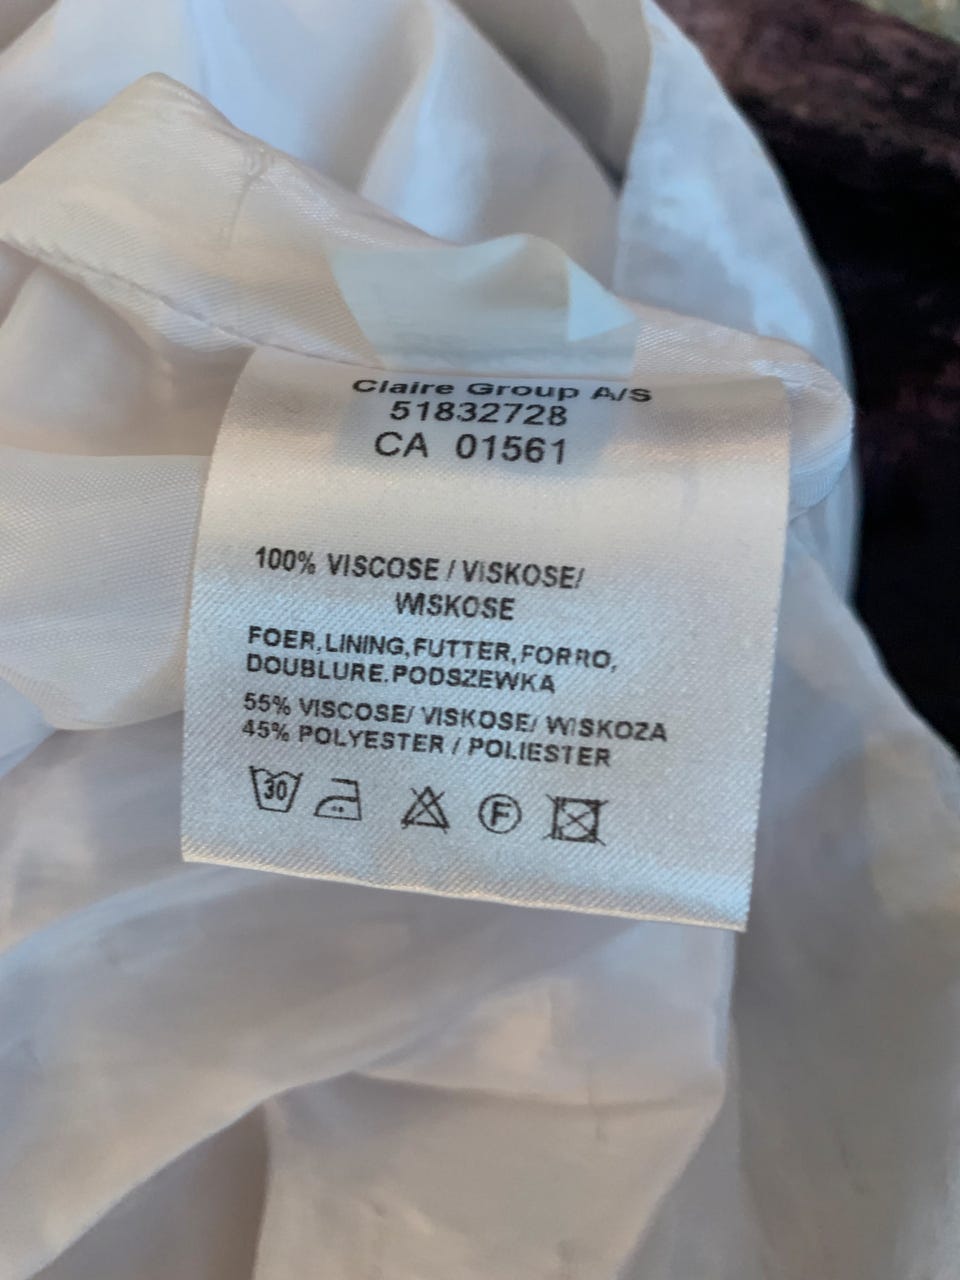 Claire Group A/S
51832728
CA 01561
100% VISCOSE / VISKOSE/
WISKOSE
FOER,LINING,FUTTER,FORRO,
DOUBLURE.PODSZEWKA
55% VISCOSE/ VISKOSE/ WISKOZA
45% POLYESTER / POLIESTER
30 F